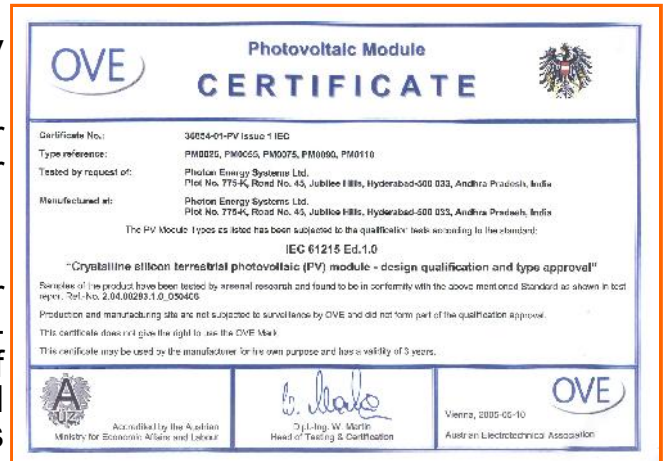 OVE
Photovoltaic Module
CERTIFICATE
Certificate No.: 36654-01-PV Issue 1 IEC
Type reference: PM0025, PM0055, PM0075, PM0090, PM0110
Tested by request of: Photon Energy Systems Ltd.
Plot No. 775-K, Road No. 45, Jubilee Hills, Hyderabad-500 033, Andhra Pradesh, India
Manufactured at: Photon Energy Systems Ltd.
Plot No. 775-K, Road No. 45, Jubilee Hills, Hyderabad-500 033, Andhra Pradesh, India
The PV Module Types as listed has been subjected to the qualification tests according to the standard:
IEC 61215 Ed.1.0
"Crystalline silicon terrestrial photovoltaic (PV) module - design qualification and type approval"
Samples of the product have been tested by arsenal research and found to be in conformity with the above mentioned Standard as shown in test
report Ref.-No. 2.04.00293.1.0_050406
Production and manufacturing site are not subjected to surveillance by OVE and did not form part of the qualification approval.
This certificate does not give the right to use the OVE Mark.
This certificate may be used by the manufacturer for his own purpose and has a validity of 3 years.
Accredited by the Austrian
Ministry for Economic Affairs and Labour
Dipl.-Ing. W. Martin
Head of Testing & Certification
OVE
Vienna, 2005-05-10
Austrian Electrotechnical Association